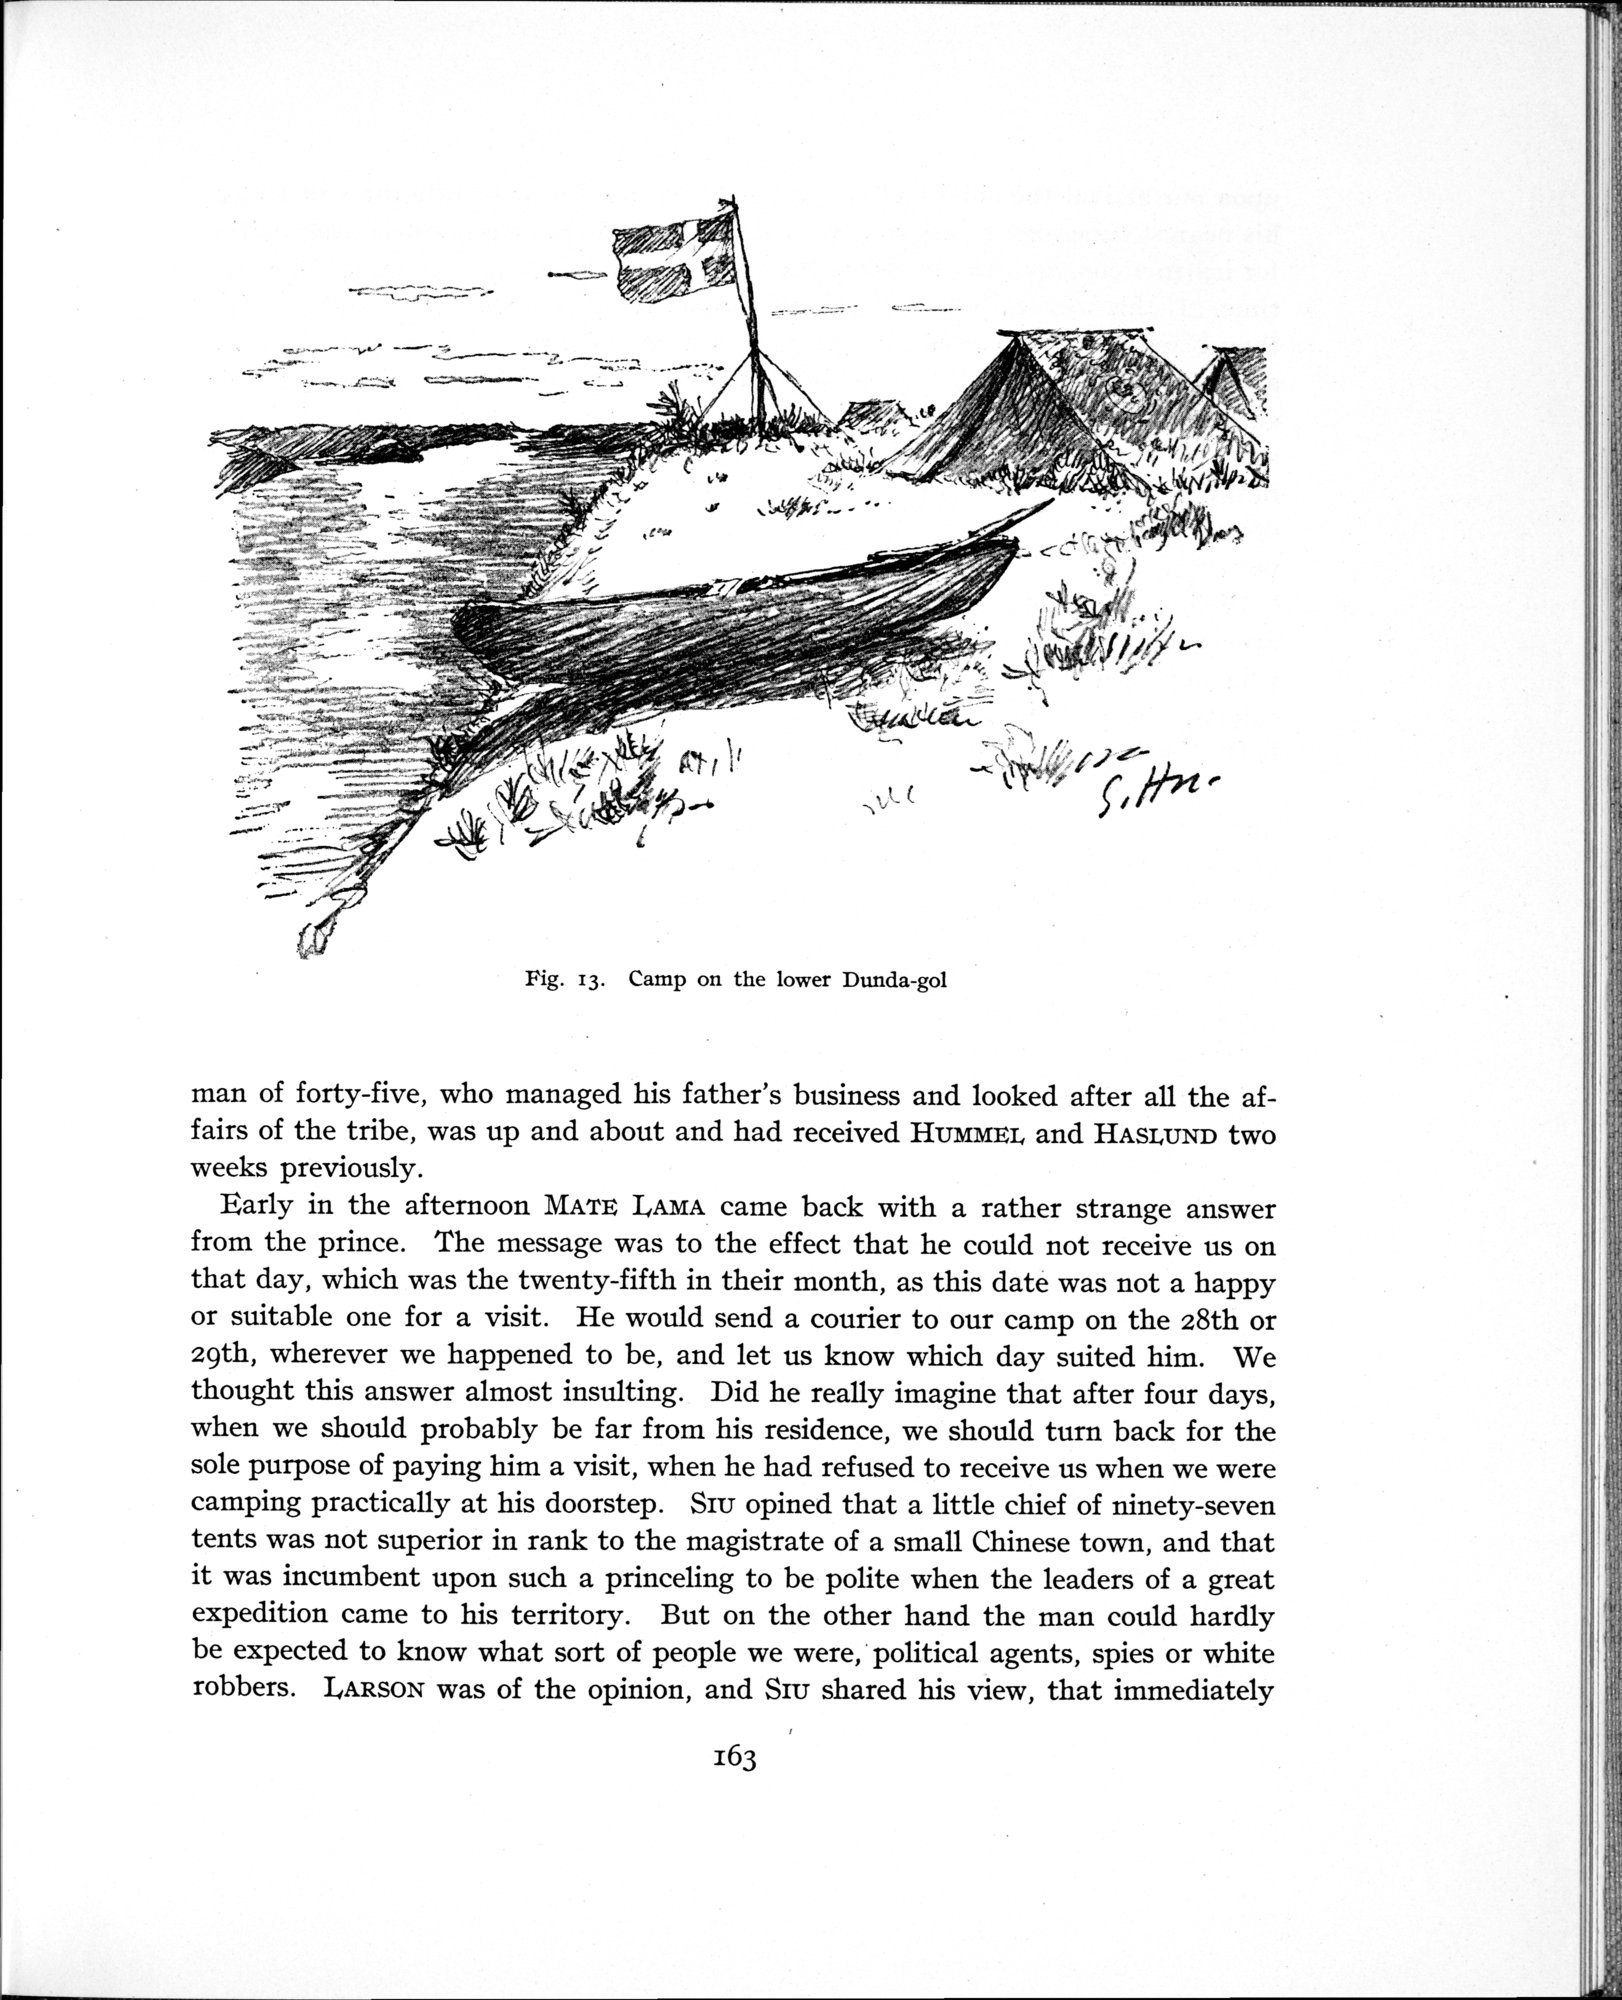 S. Hn.
Fig. 13. Camp on the lower Dunda-gol
man of forty-five, who managed his father's business and looked after all the af-
fairs of the tribe, was up and about and had received HUMMEL and HASLUND two
weeks previously.
Early in the afternoon MATE LAMA came back with a rather strange answer
from the prince. The message was to the effect that he could not receive us on
that day, which was the twenty-fifth in their month, as this date was not a happy
or suitable one for a visit. He would send a courier to our camp on the 28th or
29th, wherever we happened to be, and let us know which day suited him. We
thought this answer almost insulting. Did he really imagine that after four days,
when we should probably be far from his residence, we should turn back for the
sole purpose of paying him a visit, when he had refused to receive us when we were
camping practically at his doorstep. SIU opined that a little chief of ninety-seven
tents was not superior in rank to the magistrate of a small Chinese town, and that
it was incumbent upon such a princeling to be polite when the leaders of a great
expedition came to his territory. But on the other hand the man could hardly
be expected to know what sort of people we were, political agents, spies or white
robbers. LARSON was of the opinion, and SIU shared his view, that immediately
163